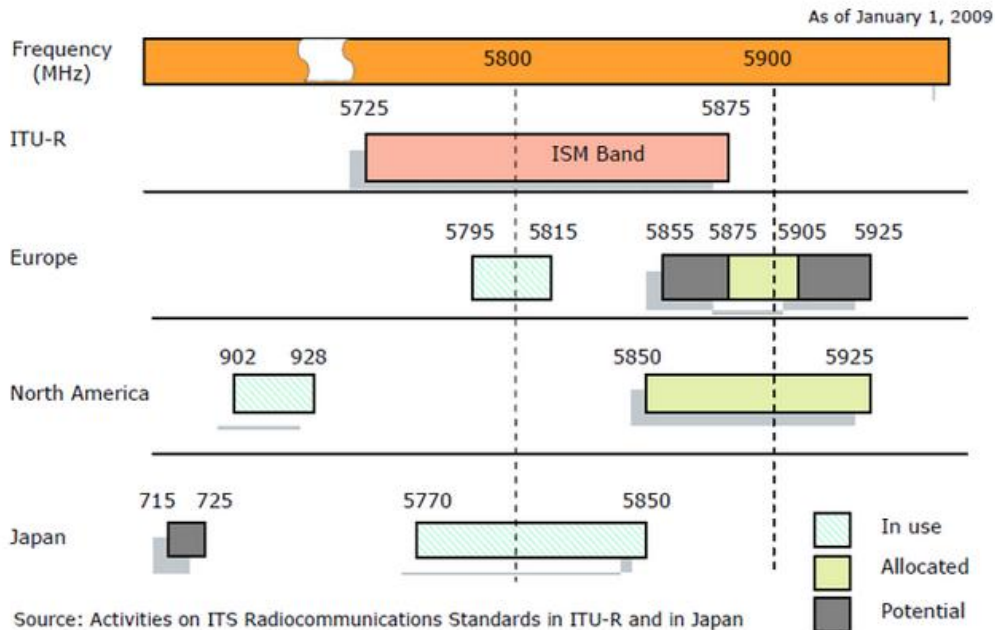 As of January 1, 2009
Frequency
(MHz)
5800 5900
5725 5875
ITU-R
ISM Band
5795 5815 5855 5875 5905 5925
Europe
902 928 5850 5925
North America
715 725 5770 5850
Japan
In use
Allocated
Potential
Source: Activities on ITS Radiocommunications Standards in ITU-R and in Japan